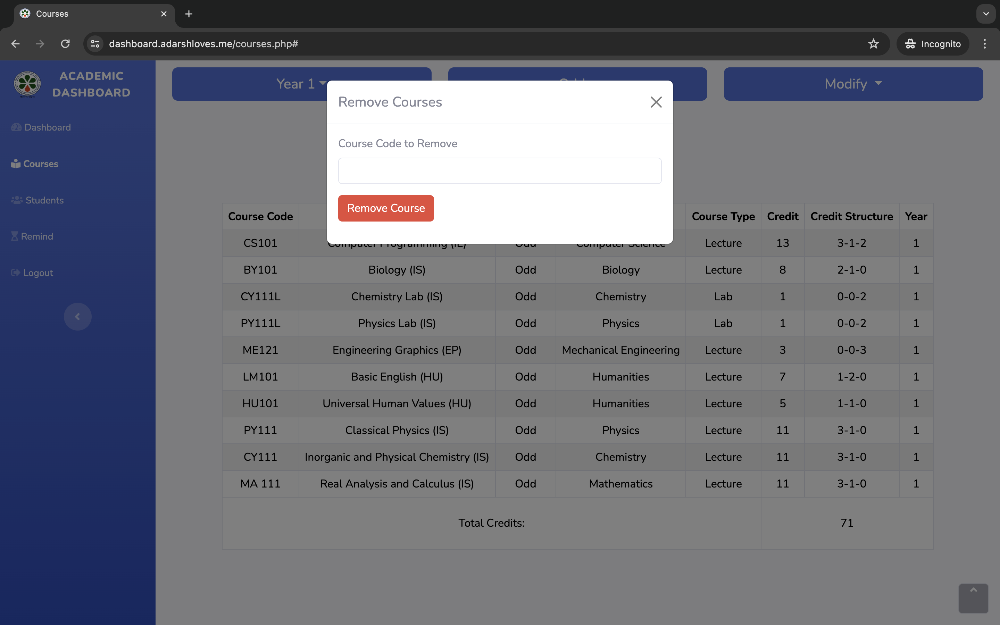 Courses
dashboard.adarshloves.me/courses.php#
Incognito
ACADEMIC
DASHBOARD
Dashboard
Courses
Students
Remind
Logout
Year 1
Modify
Remove Courses
Course Code to Remove
Remove Course
Course Code Course Type Credit Credit Structure Year
CS101 Computer Programming (IE) Odd Computer Science Lecture 13 3-1-2 1
BY101 Biology (IS) Odd Biology Lecture 8 2-1-0 1
CY111L Chemistry Lab (IS) Odd Chemistry Lab 1 0-0-2 1
PY111L Physics Lab (IS) Odd Physics Lab 1 0-0-2 1
ME121 Engineering Graphics (EP) Odd Mechanical Engineering Lecture 3 0-0-3 1
LM101 Basic English (HU) Odd Humanities Lecture 7 1-2-0 1
HU101 Universal Human Values (HU) Odd Humanities Lecture 5 1-1-0 1
PY111 Classical Physics (IS) Odd Physics Lecture 11 3-1-0 1
CY111 Inorganic and Physical Chemistry (IS) Odd Chemistry Lecture 11 3-1-0 1
MA 111 Real Analysis and Calculus (IS) Odd Mathematics Lecture 11 3-1-0 1
Total Credits: 71